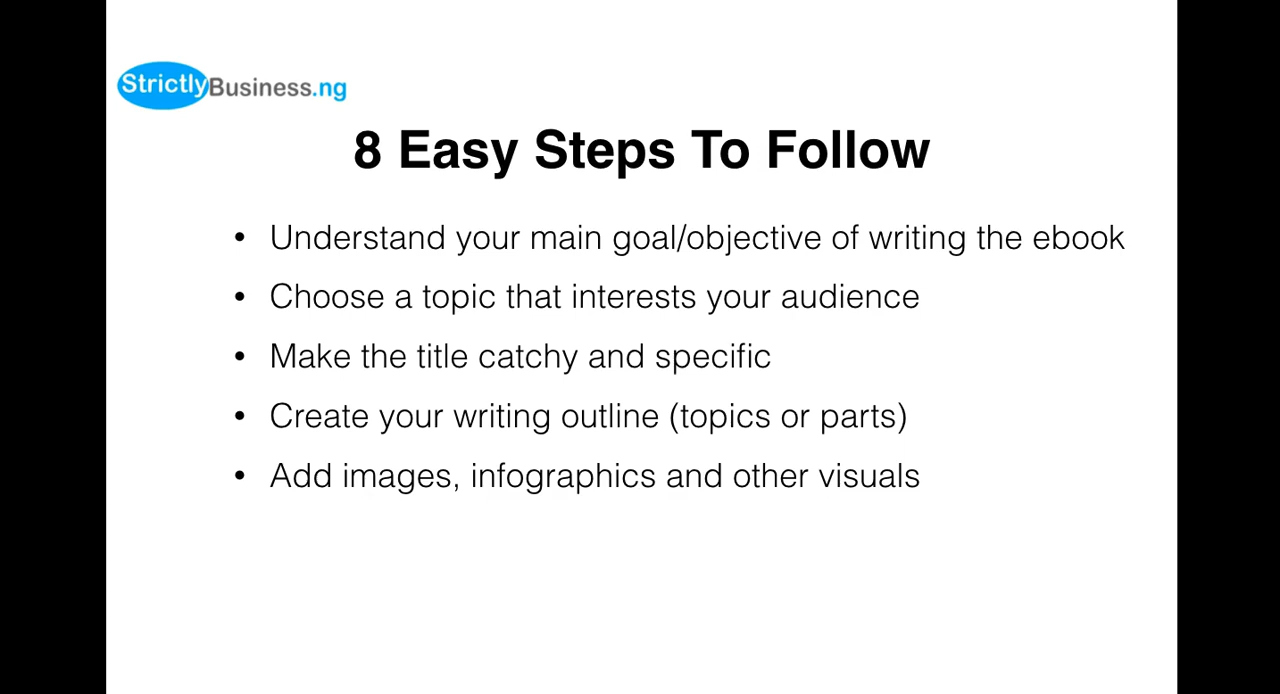 StrictlyBusiness.ng
8 Easy Steps To Follow
• Understand your main goal/objective of writing the ebook
• Choose a topic that interests your audience
• Make the title catchy and specific
• Create your writing outline (topics or parts)
• Add images, infographics and other visuals